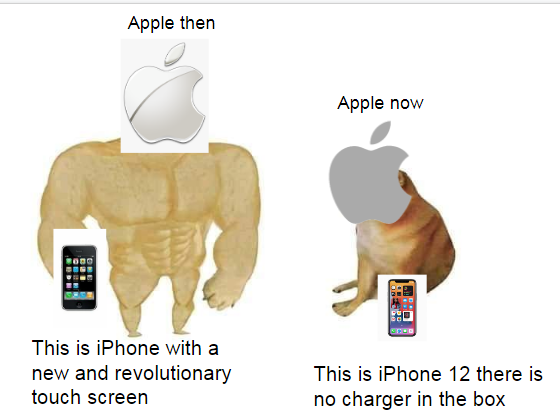 Apple then
Apple now
This is iPhone with a
new and revolutionary
touch screen
This is iPhone 12 there is
no charger in the box